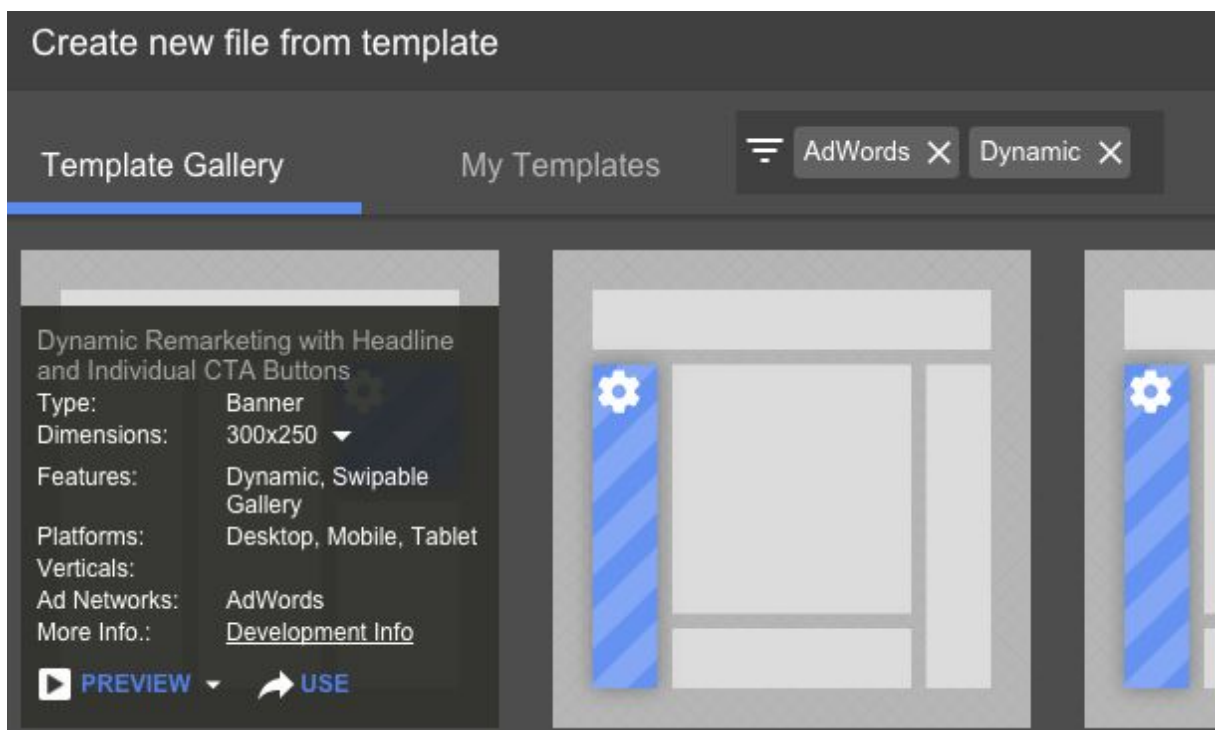 Create new file from template
Template Gallery
My Templates
AdWords
Dynamic
Dynamic Remarketing with Headline
and Individual CTA Buttons
Type: Banner
Dimensions: 300x250
Features: Dynamic, Swipable
Gallery
Platforms: Desktop, Mobile, Tablet
Verticals:
Ad Networks: AdWords
More Info.: Development Info
PREVIEW
USE